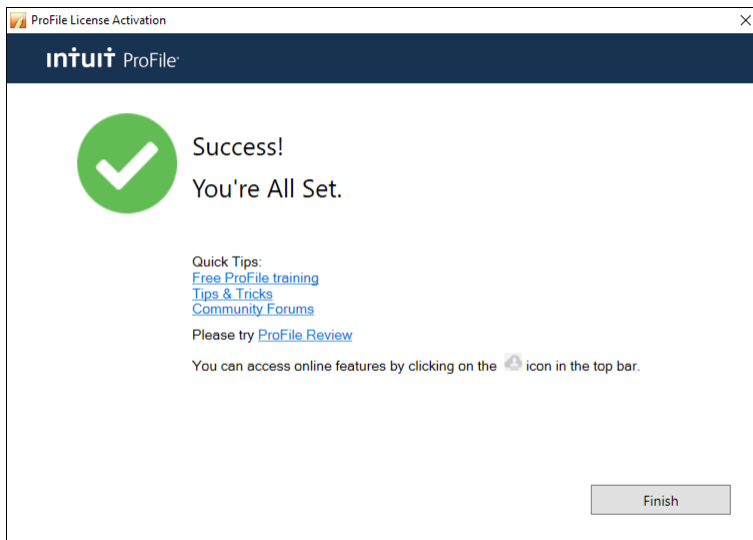 ProFile License Activation
ıntuıt ProFile
Success!
You're All Set.
Quick Tips:
Free ProFile training
Tips & Tricks
Community Forums
Please try ProFile Review
You can access online features by clicking on the icon in the top bar.
Finish